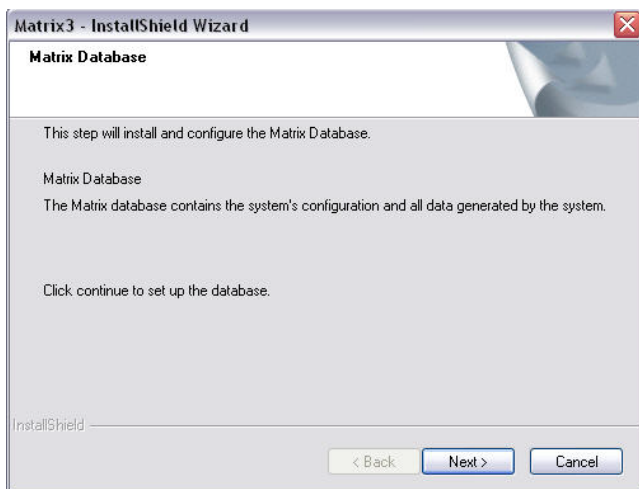 Matrix3 - InstallShield Wizard
Matrix Database
This step will install and configure the Matrix Database.
Matrix Database
The Matrix database contains the system's configuration and all data generated by the system.
Click continue to set up the database.
InstallShield
< Back Next > Cancel